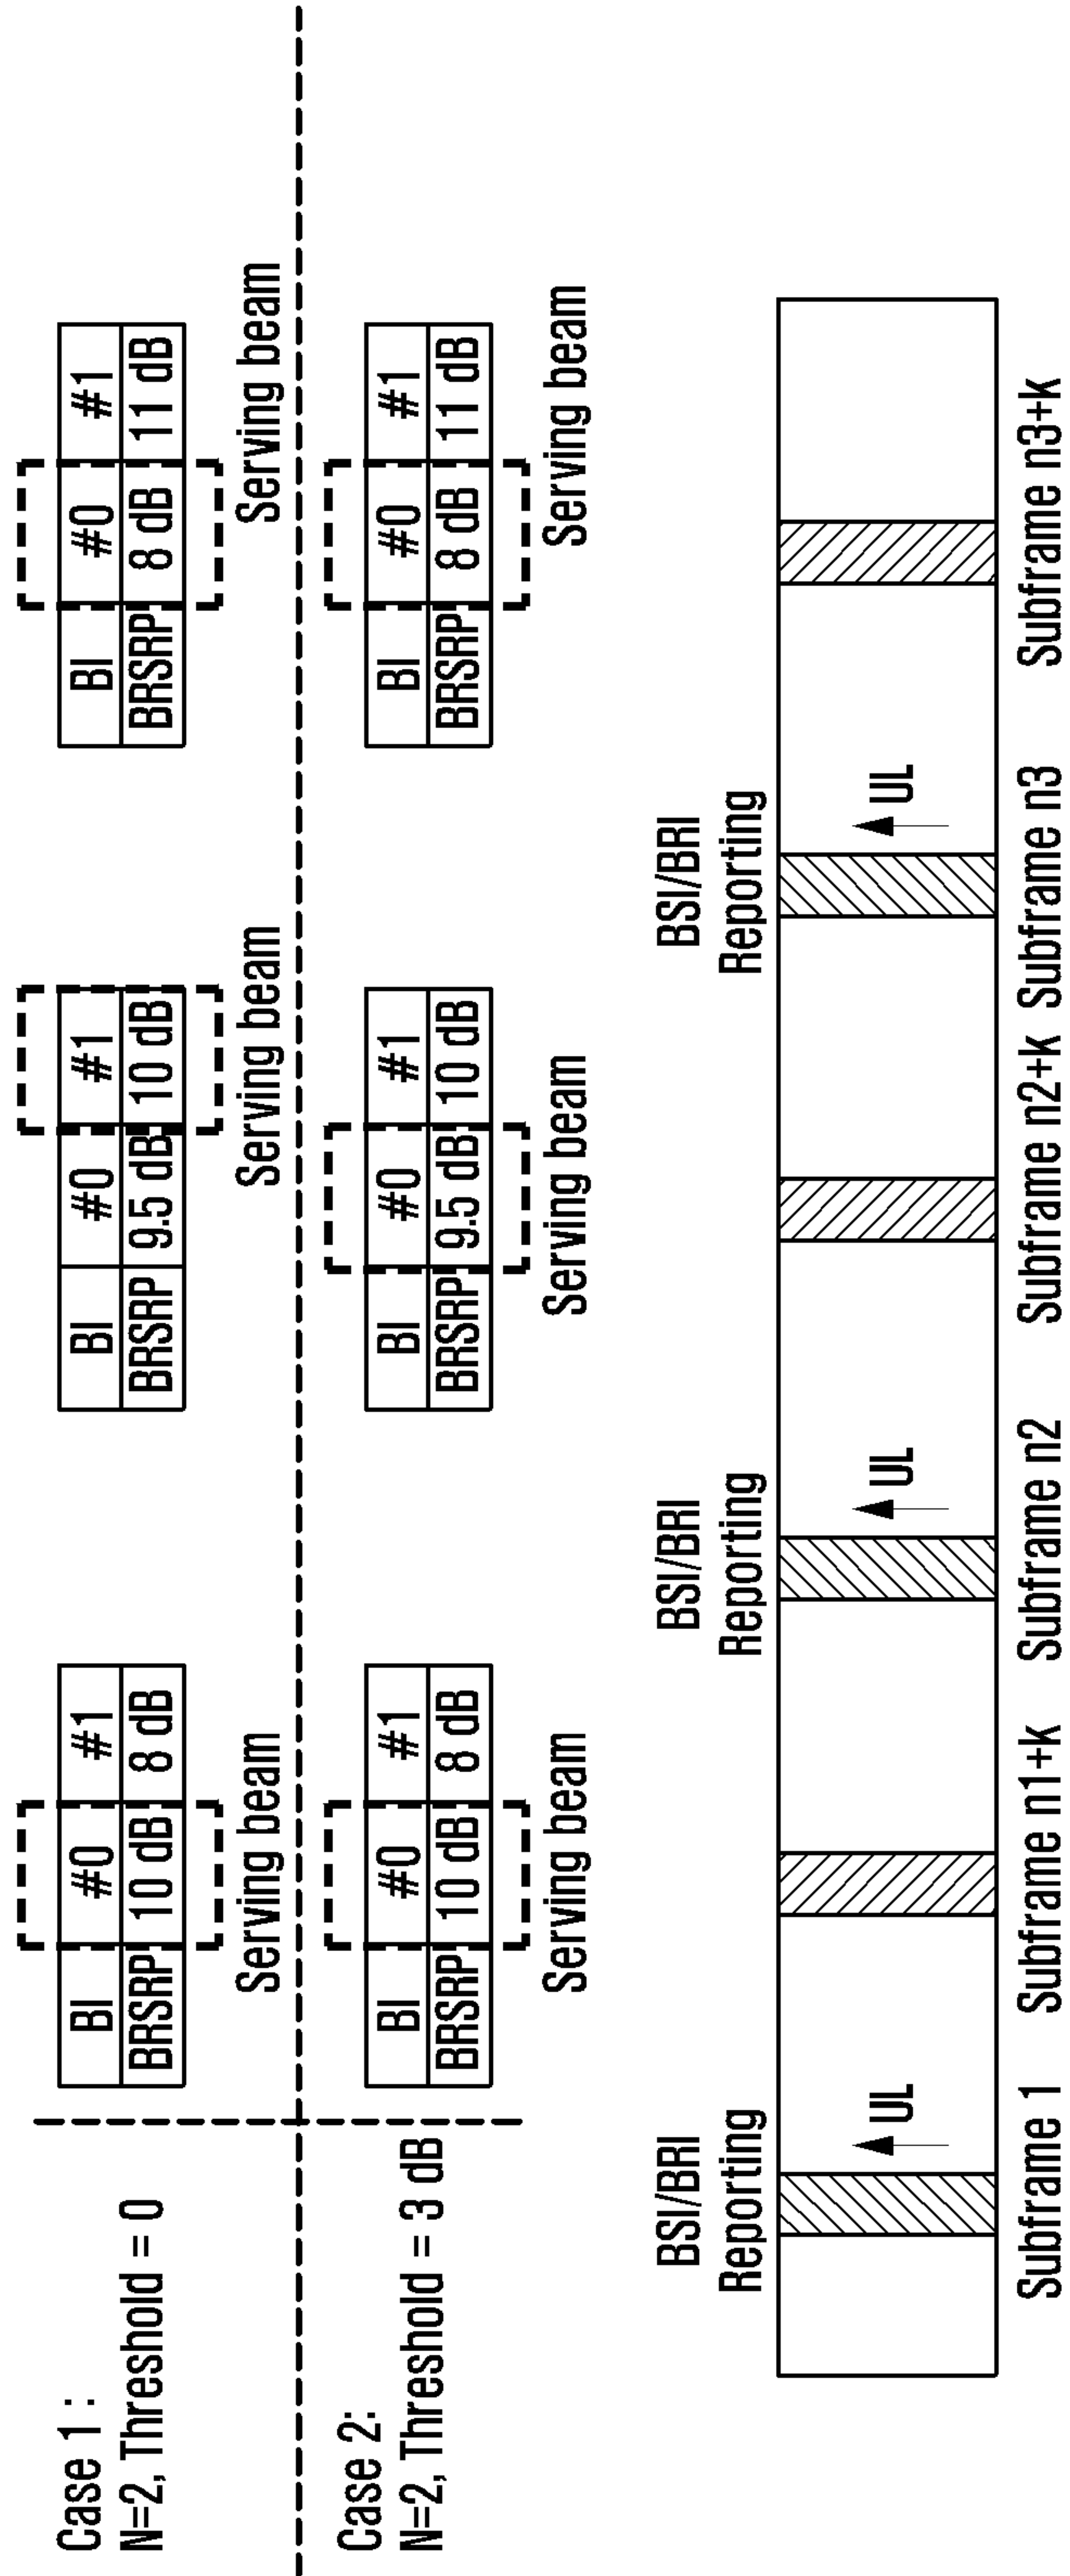 Case 1 :
N=2, Threshold = 0
BI #0 #1
BRSRP 10 dB 8 dB
Serving beam
BI #0 #1
BRSRP 9.5 dB 10 dB
Serving beam
BI #0 #1
BRSRP 8 dB 11 dB
Serving beam
Case 2:
N=2, Threshold = 3 dB
BI #0 #1
BRSRP 10 dB 8 dB
Serving beam
BI #0 #1
BRSRP 9.5 dB 10 dB
Serving beam
BI #0 #1
BRSRP 8 dB 11 dB
Serving beam
BSI/BRI
Reporting
UL
BSI/BRI
Reporting
UL
BSI/BRI
Reporting
UL
Subframe 1
Subframe n1+k
Subframe n2
Subframe n2+k
Subframe n3
Subframe n3+k